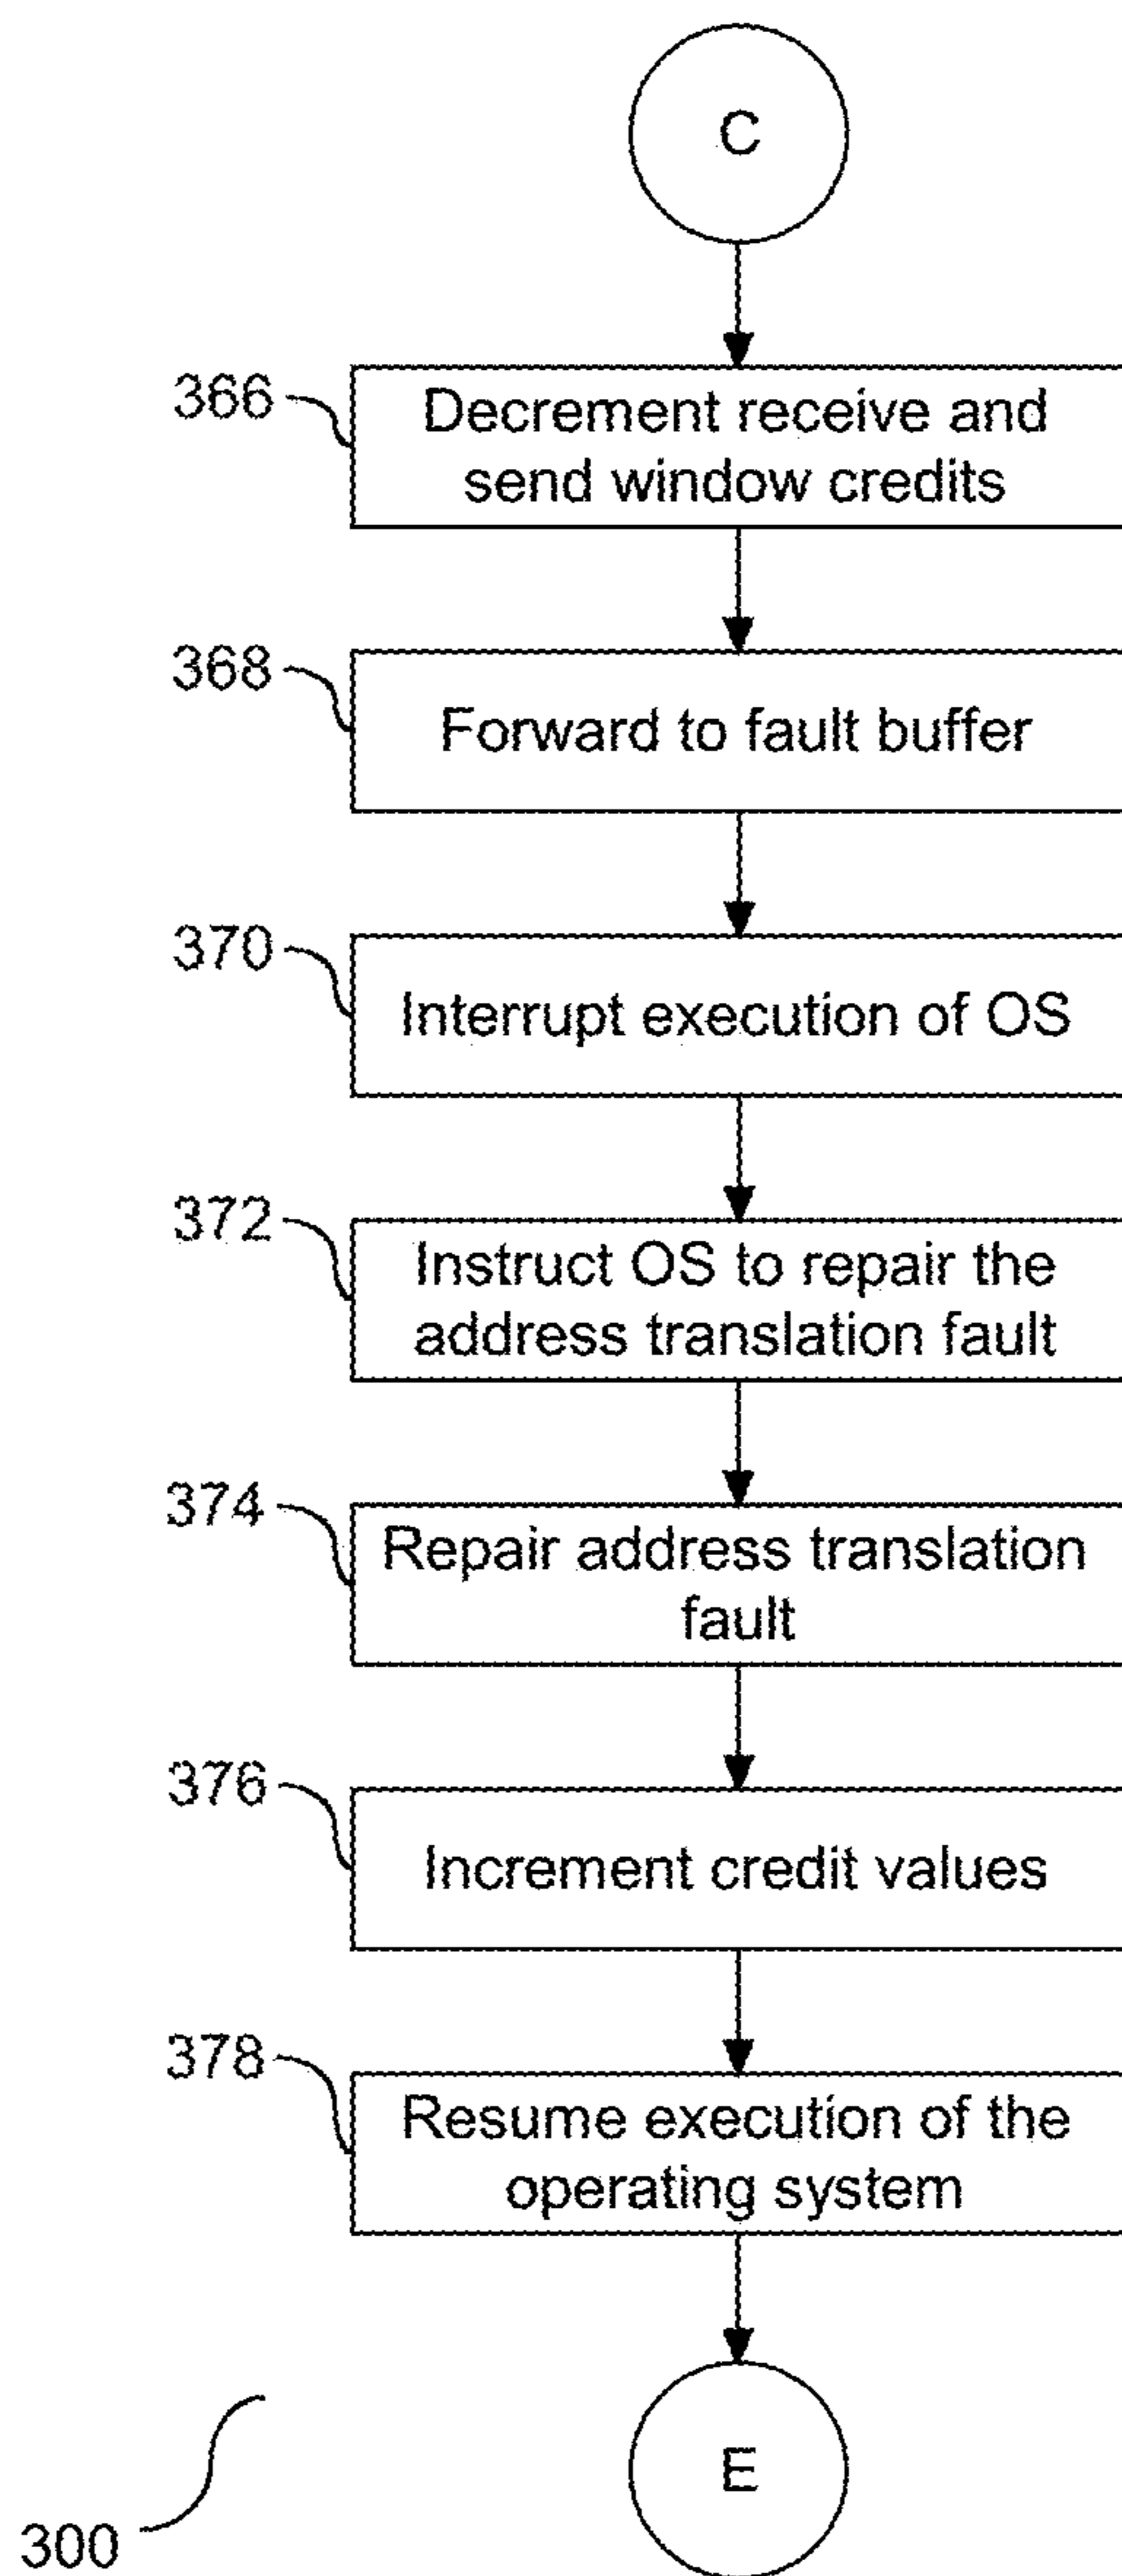 C
366
Decrement receive and
send window credits
368
Forward to fault buffer
370
Interrupt execution of OS
372
Instruct OS to repair the
address translation fault
374
Repair address translation
fault
376
Increment credit values
378
Resume execution of the
operating system
E
300